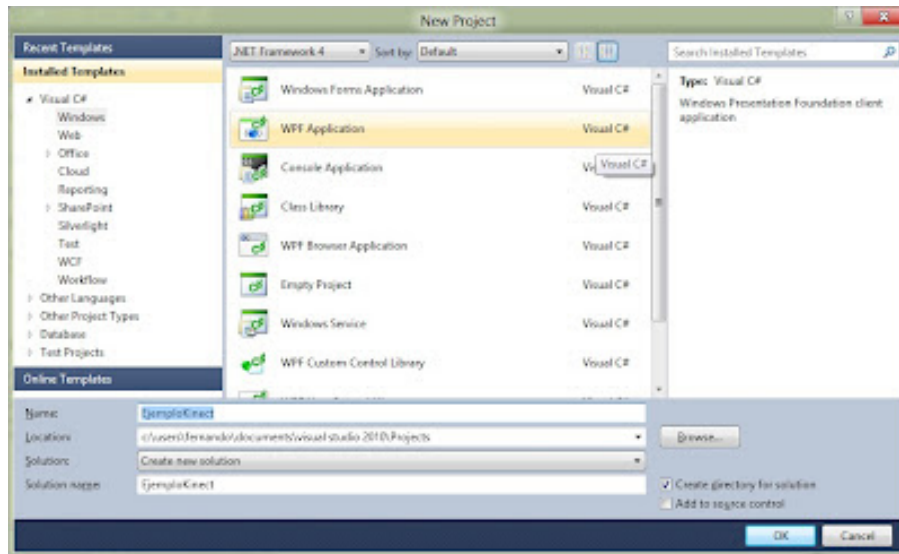 New Project
Recent Templates
Installed Templates
Visual C#
Windows
Web
Office
Cloud
Reporting
SharePoint
Silverlight
Test
WCF
Workflow
Other Languages
Other Project Types
Database
Test Projects
Online Templates
.NET Framework 4 Sort by: Default
Windows Forms Application Visual C#
WPF Application Visual C#
Console Application
Visual C#
Class Library Visual C#
WPF Browser Application Visual C#
Empty Project Visual C#
Windows Service Visual C#
WPF Custom Control Library Visual C#
Search Installed Templates
Type: Visual C#
Windows Presentation Foundation client
application
Name: EjemploKinect
Location: c:\users\fernando\documents\visual studio 2010\Projects
Browse...
Solution: Create new solution
Solution name: EjemploKinect
Create directory for solution
Add to source control
OK Cancel